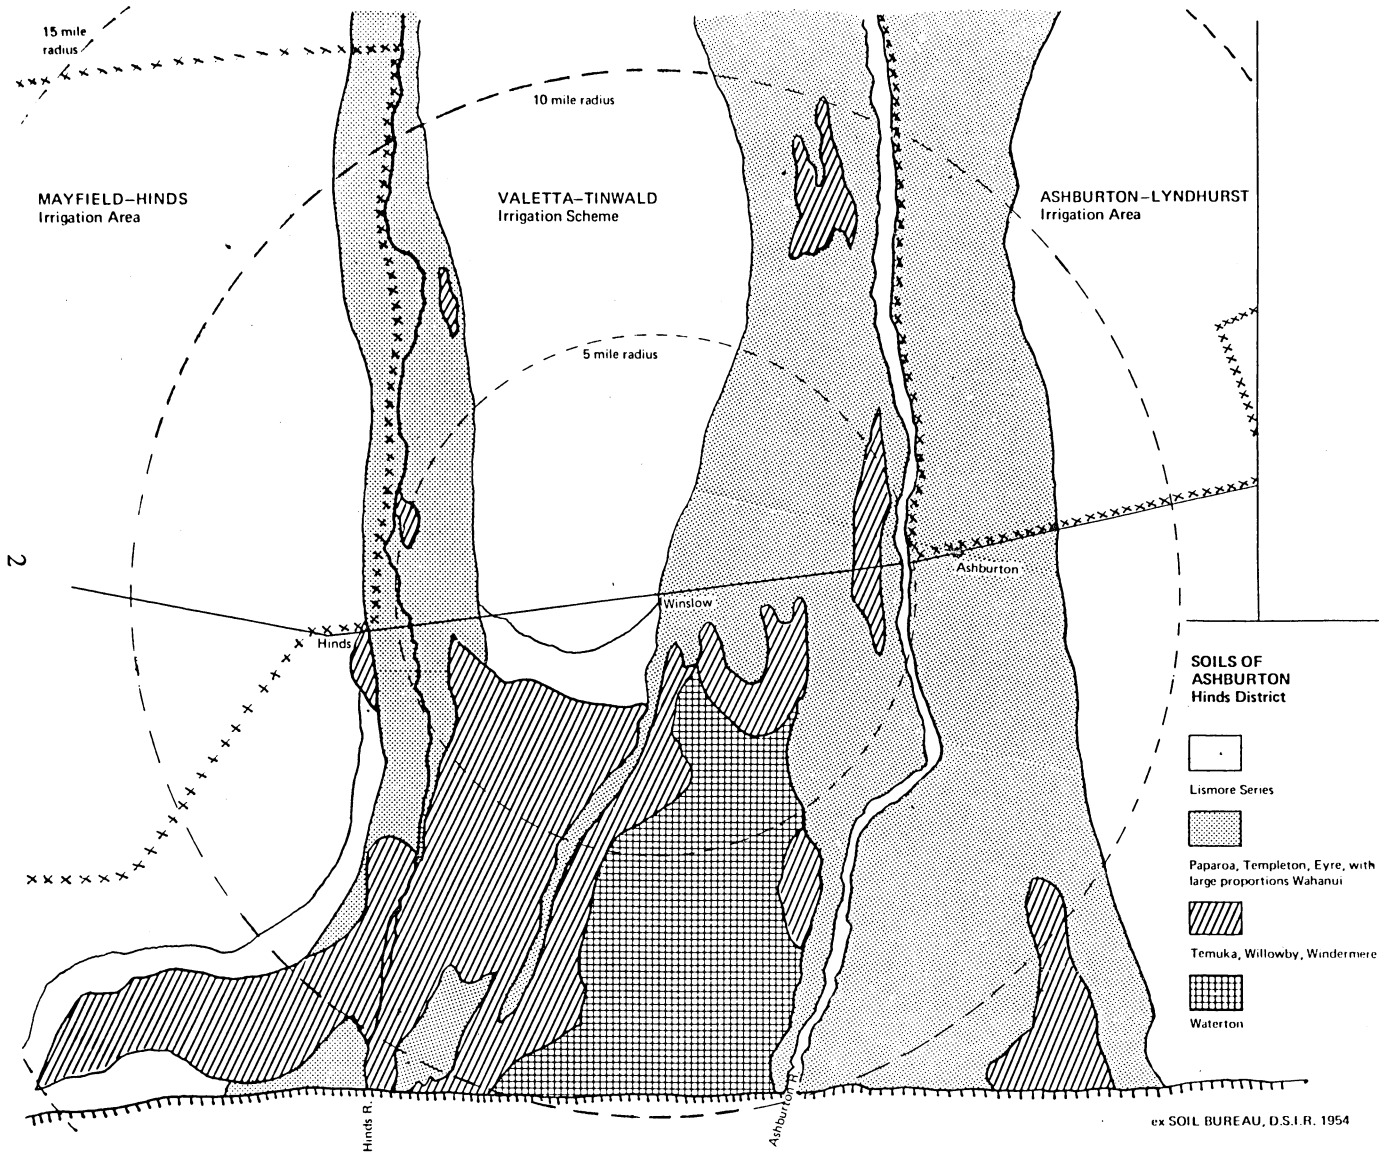 15 mile
radius
10 mile radius
MAYFIELD–HINDS
Irrigation Area
VALETTA–TINWALD
Irrigation Scheme
ASHBURTON–LYNDHURST
Irrigation Area
5 mile radius
2
Ashburton
Winslow
Hinds
SOILS OF
ASHBURTON
Hinds District
Lismore Series
Paparoa, Templeton, Eyre, with
large proportions Wahanui
Temuka, Willowby, Windermere
Waterton
Hinds R.
Ashburton R.
ex SOIL BUREAU, D.S.I.R. 1954